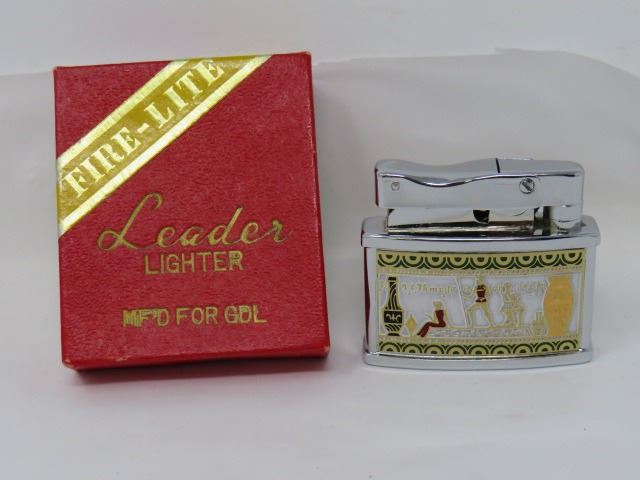 FIRE-LITE
Leader
LIGHTER
MF'D FOR GDL